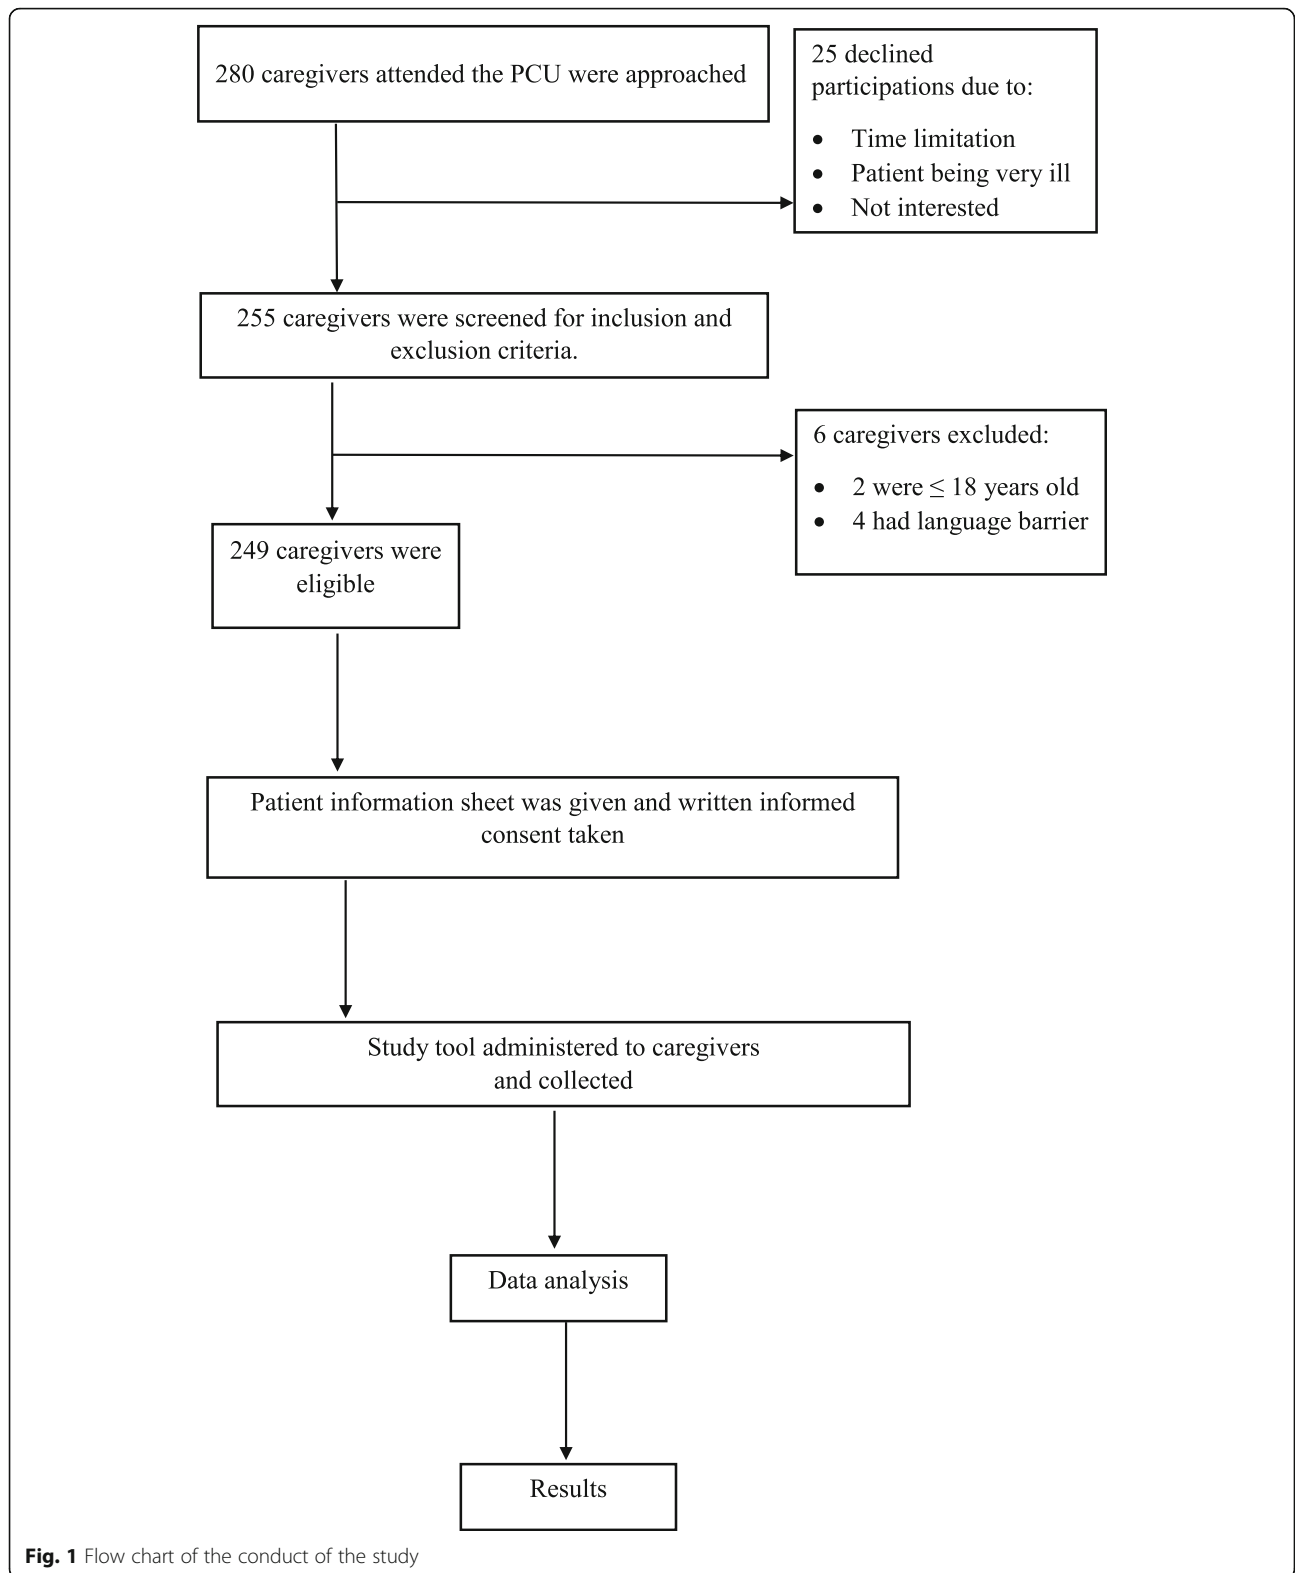 280 caregivers attended the PCU were approached
25 declined
participations due to:
• Time limitation
• Patient being very ill
• Not interested
255 caregivers were screened for inclusion and
exclusion criteria.
6 caregivers excluded:
• 2 were ≤ 18 years old
• 4 had language barrier
249 caregivers were
eligible
Patient information sheet was given and written informed
consent taken
Study tool administered to caregivers
and collected
Data analysis
Results
Fig. 1 Flow chart of the conduct of the study